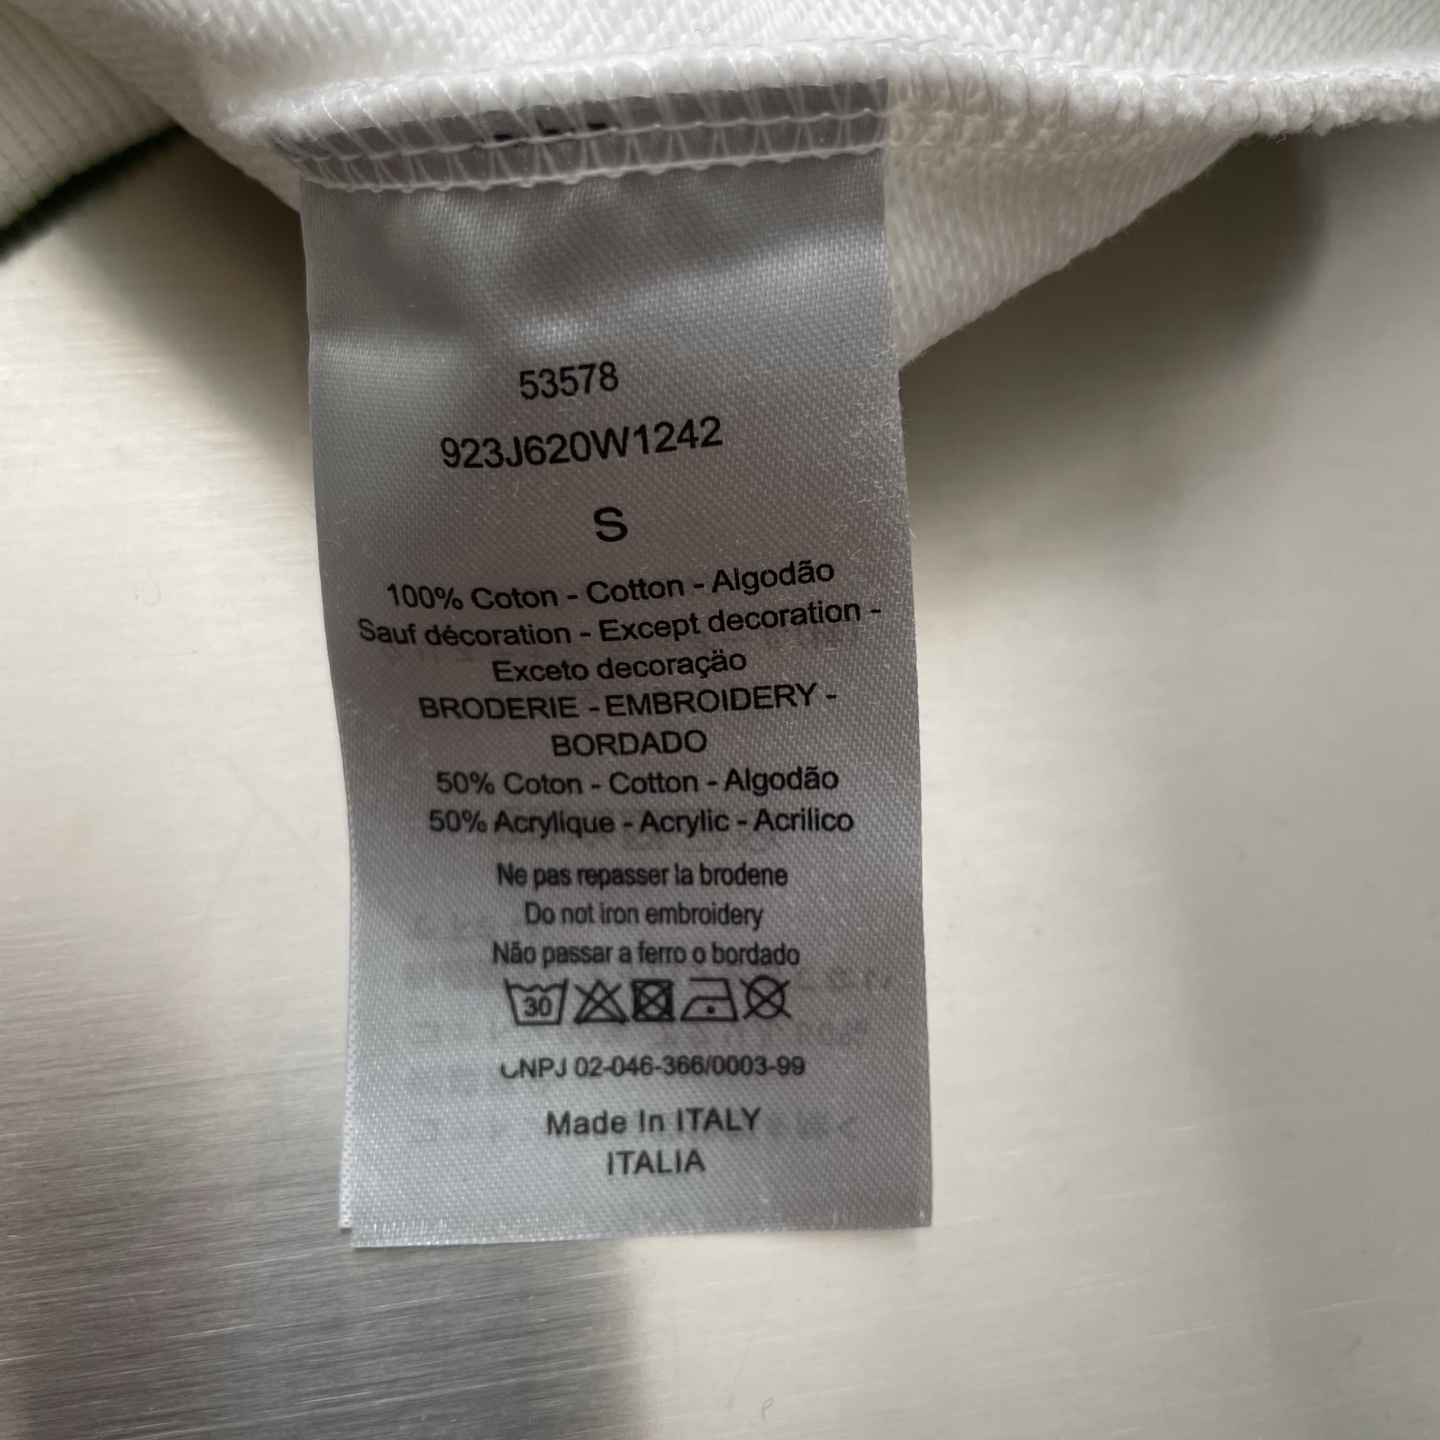 53578
923J620W1242
S
100% Coton - Cotton - Algodão
Sauf décoration - Except decoration -
Exceto decoraçäo
BRODERIE - EMBROIDERY -
BORDADO
50% Coton - Cotton - Algodão
50% Acrylique - Acrylic - Acrilico
Ne pas repasser la brodene
Do not iron embroidery
Não passar a ferro o bordado
30
CNPJ 02-046-366/0003-99
Made In ITALY
ITALIA